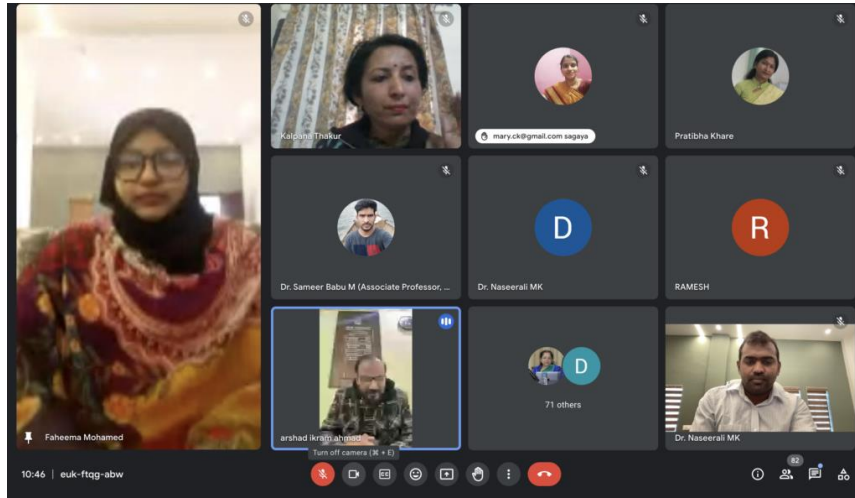 Kalpana Thakur
mary.ck@gmail.com sagaya
Pratibha Khare
Dr. Sameer Babu M (Associate Professor, ...
D
Dr. Naseerali MK
R
RAMESH
Faheema Mohamed
arshad ikram ahmad
D
71 others
Dr. Naseerali MK
Turn off camera (⌘ + E)
10:46 | euk-ftqg-abw
CC
82